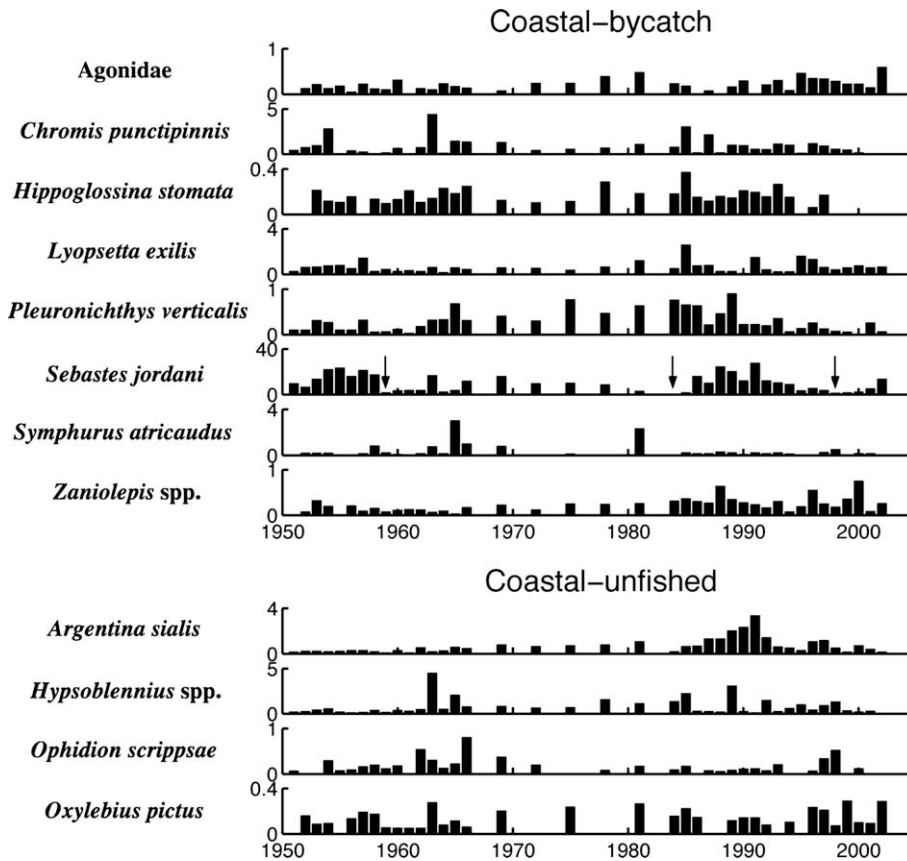 Coastal–bycatch
Agonidae
1
0
Chromis punctipinnis
5
0
Hippoglossina stomata
0.4
0
Lyopsetta exilis
4
0
Pleuronichthys verticalis
1
0
Sebastes jordani
40
0
Symphurus atricaudus
4
0
Zaniolepis spp.
1
0
1950 1960 1970 1980 1990 2000
Coastal–unfished
Argentina sialis
4
0
Hypsoblennius spp.
5
0
Ophidion scrippsae
1
0
Oxylebius pictus
0.4
0
1950 1960 1970 1980 1990 2000